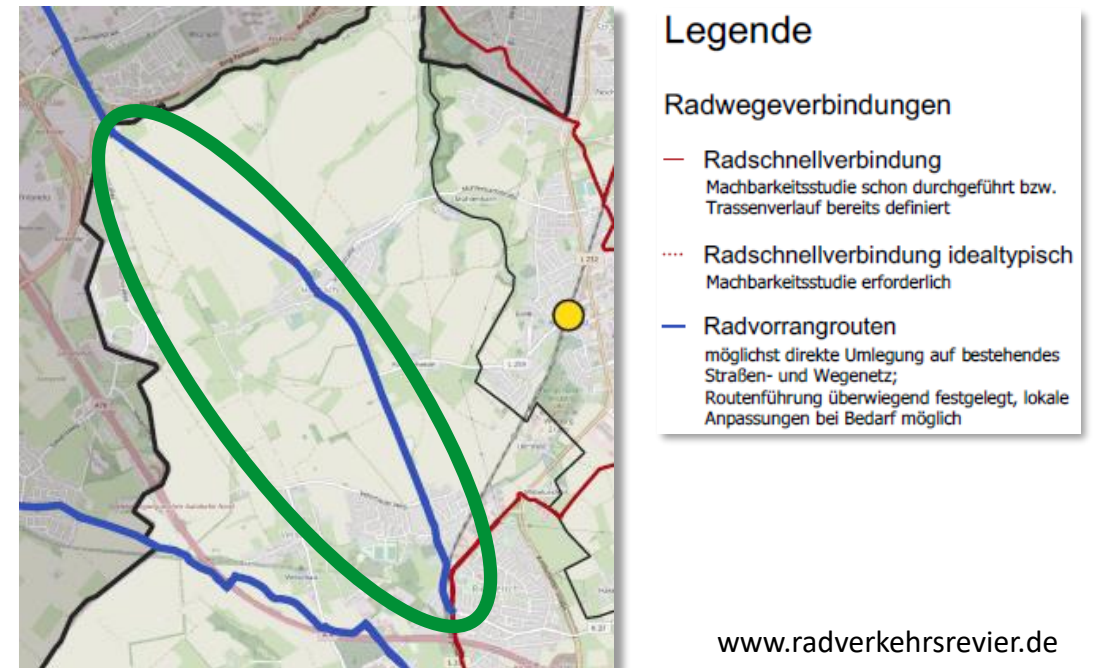 Legende
Radwegeverbindungen
Radschnellverbindung
Machbarkeitsstudie schon durchgeführt bzw.
Trassenverlauf bereits definiert
Radschnellverbindung idealtypisch
Machbarkeitsstudie erforderlich
Radvorrangrouten
möglichst direkte Umlegung auf bestehendes
Straßen- und Wegenetz;
Routenführung überwiegend festgelegt, lokale
Anpassungen bei Bedarf möglich
www.radverkehrsrevier.de
L 232